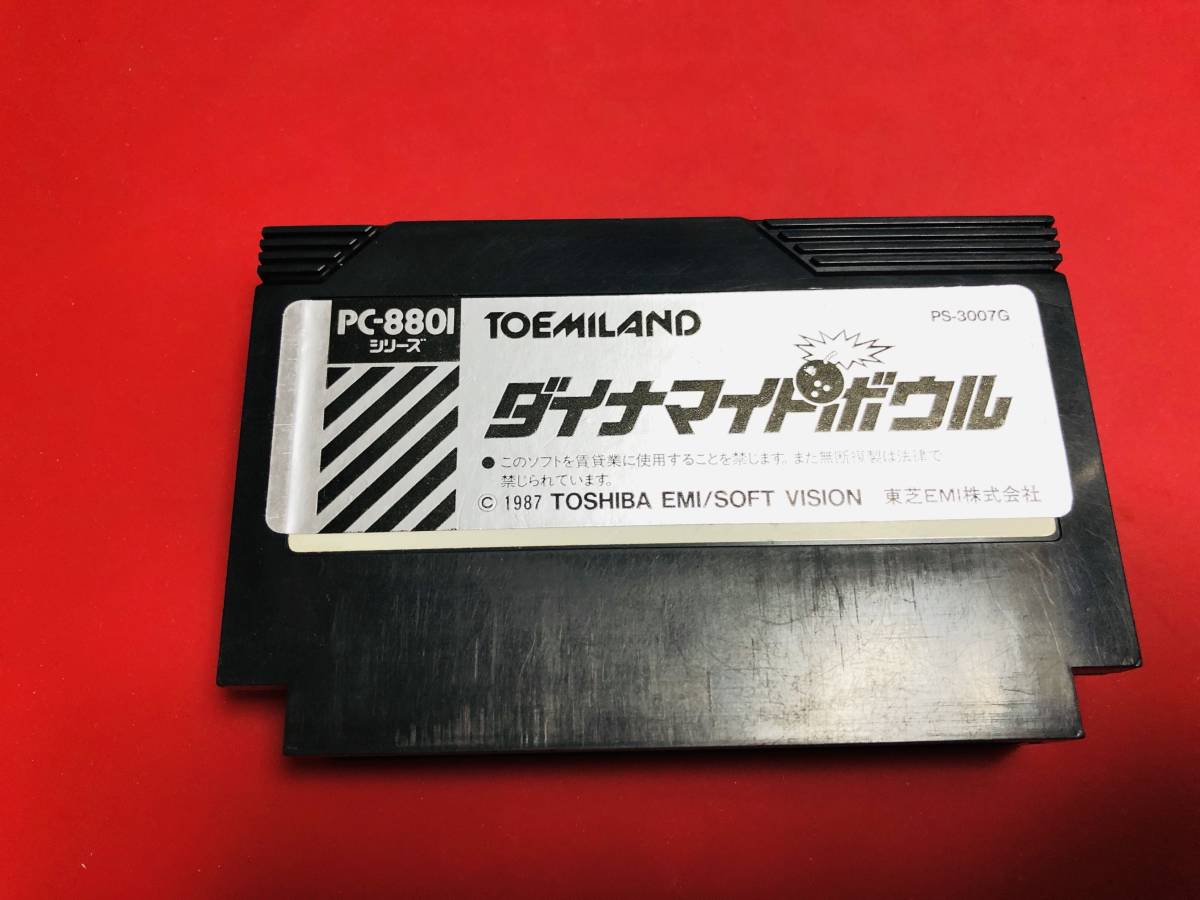 PC-8801
シリーズ
TOEMILAND
PS-3007G
ダイナマイトボウル
●このソフトを賃貸業に使用することを禁じます。また無断複製は法律で
禁じられています。
© 1987 TOSHIBA EMI/SOFT VISION 東芝EMI株式会社